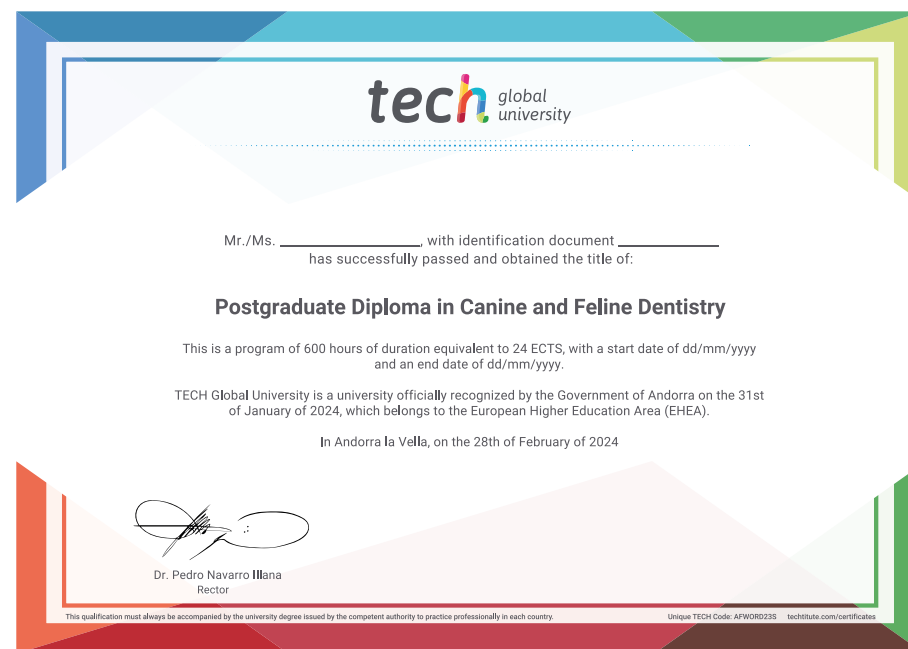 tech global university
Mr./Ms. ____________________, with identification document ______________
has successfully passed and obtained the title of:
Postgraduate Diploma in Canine and Feline Dentistry
This is a program of 600 hours of duration equivalent to 24 ECTS, with a start date of dd/mm/yyyy
and an end date of dd/mm/yyyy.
TECH Global University is a university officially recognized by the Government of Andorra on the 31st
of January of 2024, which belongs to the European Higher Education Area (EHEA).
In Andorra la Vella, on the 28th of February of 2024
Dr. Pedro Navarro Illana
Rector
This qualification must always be accompanied by the university degree issued by the competent authority to practice professionally in each country.
Unique TECH Code: AFWORD23S techtitute.com/certificates